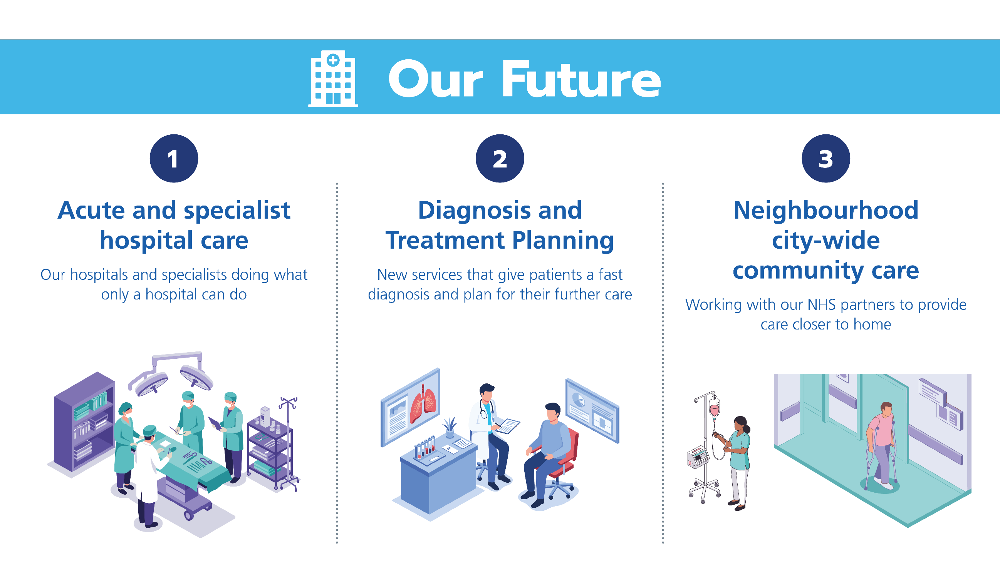 Our Future
1
Acute and specialist
hospital care
Our hospitals and specialists doing what
only a hospital can do
2
Diagnosis and
Treatment Planning
New services that give patients a fast
diagnosis and plan for their further care
3
Neighbourhood
city-wide
community care
Working with our NHS partners to provide
care closer to home